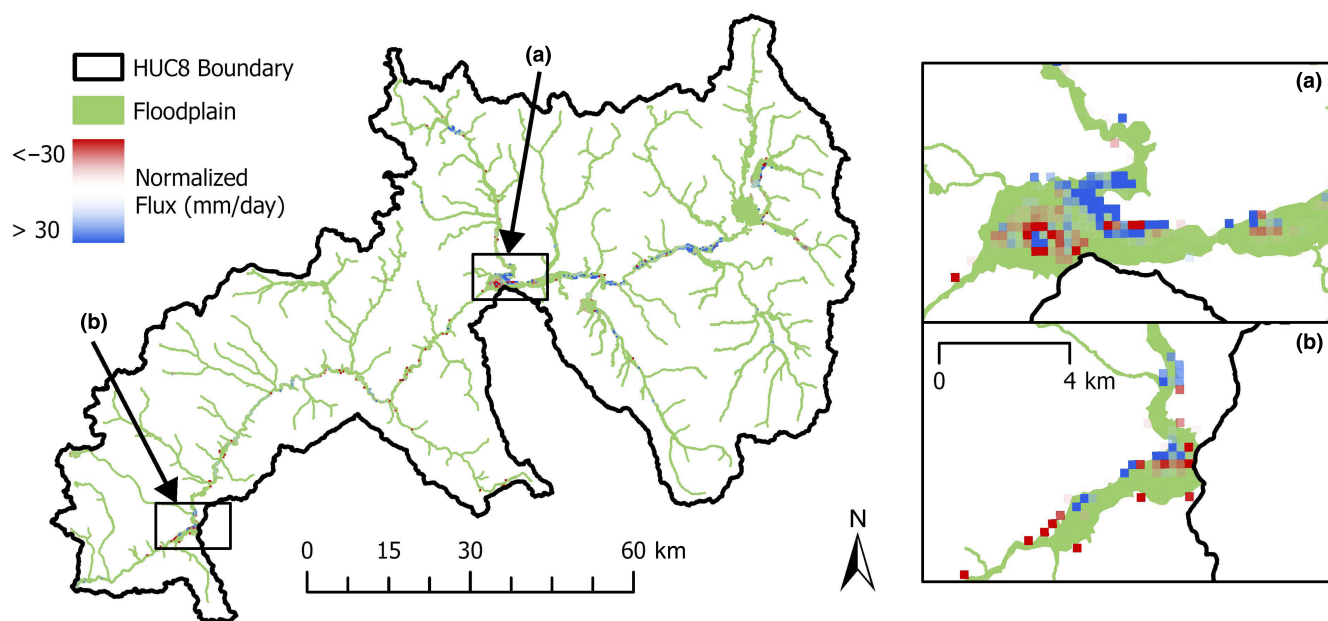 HUC8 Boundary
Floodplain
<−30
> 30
Normalized
Flux (mm/day)
(a)
(b)
0 15 30 60 km
N
(a)
(b)
0 4 km